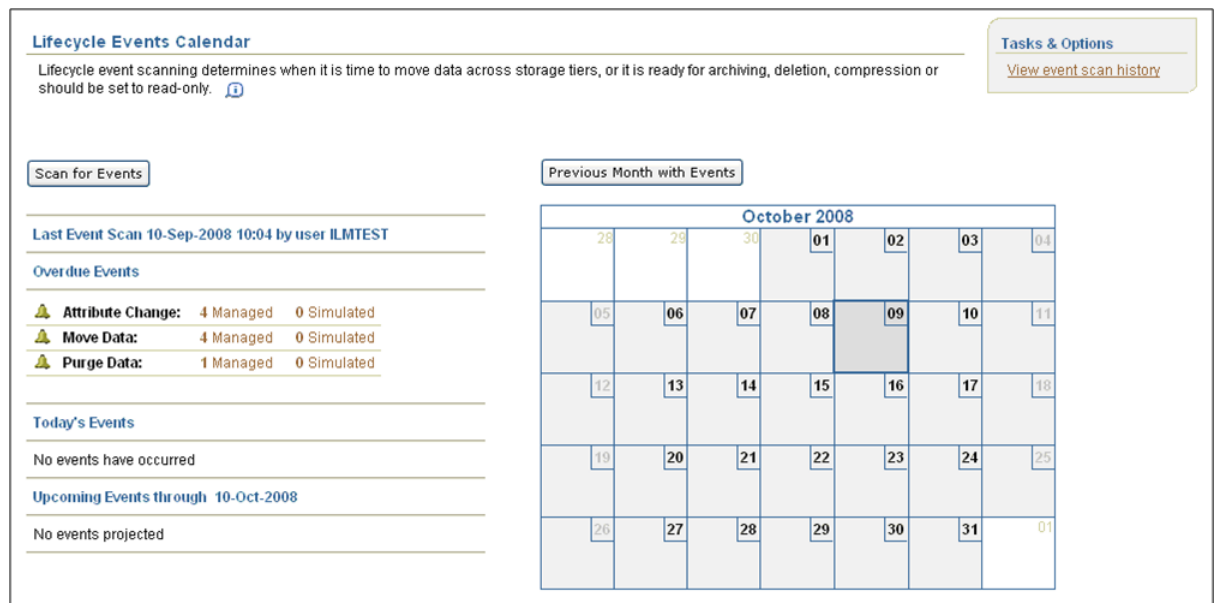 Lifecycle Events Calendar
Lifecycle event scanning determines when it is time to move data across storage tiers, or it is ready for archiving, deletion, compression or
should be set to read-only.
Tasks & Options
View event scan history
Scan for Events
Last Event Scan 10-Sep-2008 10:04 by user ILMTEST
Overdue Events
Attribute Change: 4 Managed 0 Simulated
Move Data: 4 Managed 0 Simulated
Purge Data: 1 Managed 0 Simulated
Today's Events
No events have occurred
Upcoming Events through 10-Oct-2008
No events projected
Previous Month with Events
October 2008
28 29 30 01 02 03 04
05 06 07 08 09 10 11
12 13 14 15 16 17 18
19 20 21 22 23 24 25
26 27 28 29 30 31 01